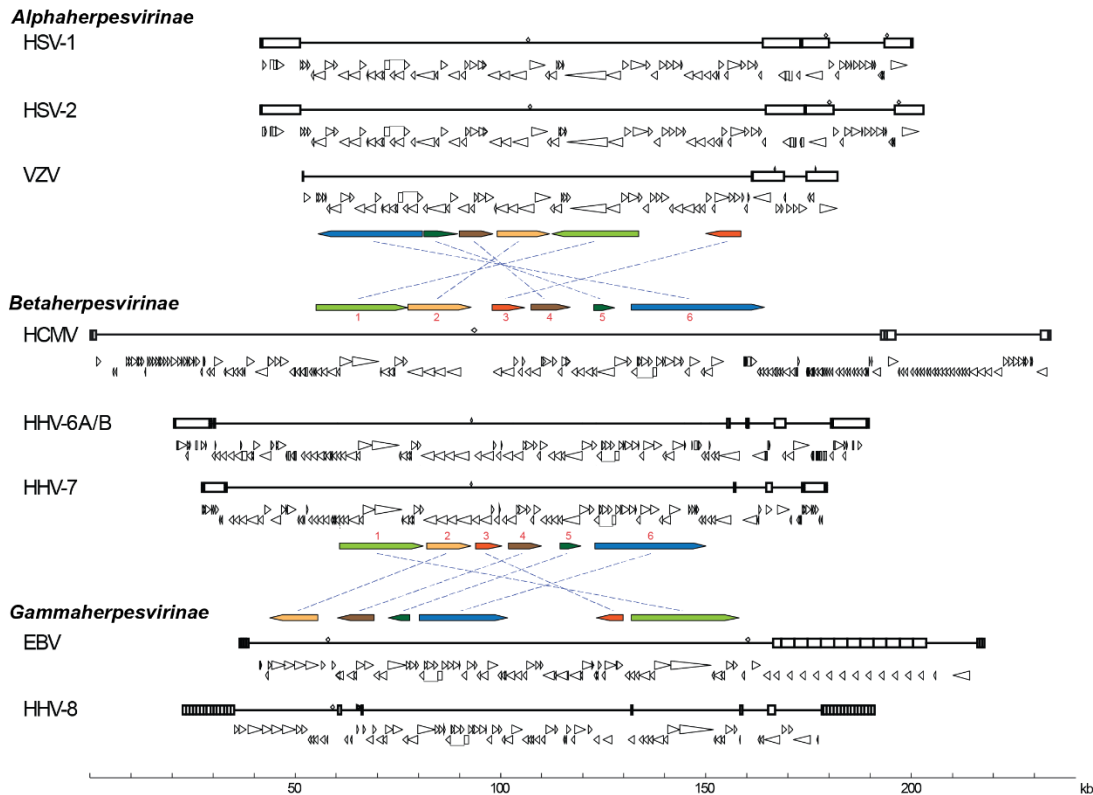 Alphaherpesvirinae
HSV-1
HSV-2
VZV
Betaherpesvirinae
1 2 3 4 5 6
HCMV
HHV-6A/B
HHV-7
1 2 3 4 5 6
Gammaherpesvirinae
EBV
HHV-8
50 100 150 200 kb